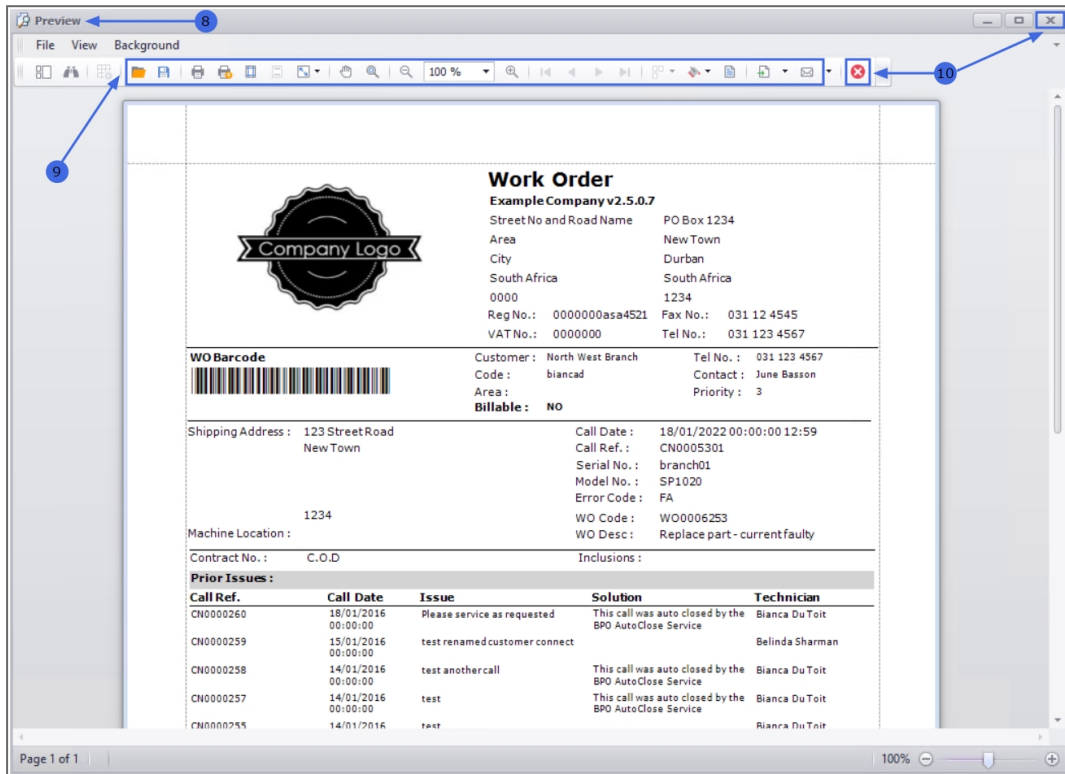 Preview
8
File View Background
100 %
10
9
Work Order
Example Company v2.5.0.7
Street No and Road Name PO Box 1234
Area New Town
City Durban
South Africa South Africa
0000 1234
Reg No.: 0000000asa4521 Fax No.: 031 12 4545
VAT No.: 0000000 Tel No.: 031 123 4567
Company Logo
WO Barcode Customer : North West Branch Tel No. : 031 123 4567
Code : biancad Contact : June Basson
Area : Priority : 3
Billable : NO
Shipping Address : 123 Street Road Call Date : 18/01/2022 00:00:00 12:59
New Town Call Ref. : CN0005301
Serial No. : branch01
Model No. : SP1020
Error Code : FA
1234 WO Code : WO0006253
Machine Location : WO Desc : Replace part - current faulty
Contract No. : C.O.D Inclusions :
Prior Issues :
Call Ref. Call Date Issue Solution Technician
CN0000260 18/01/2016 Please service as requested This call was auto closed by the Bianca Du Toit
00:00:00 BPO AutoClose Service
CN0000259 15/01/2016 test renamed customer connect Belinda Sharman
00:00:00
CN0000258 14/01/2016 test another call This call was auto closed by the Bianca Du Toit
00:00:00 BPO AutoClose Service
CN0000257 14/01/2016 test This call was auto closed by the Bianca Du Toit
00:00:00 BPO AutoClose Service
CN0000255 14/01/2016 test Bianca Du Toit
Page 1 of 1 100%